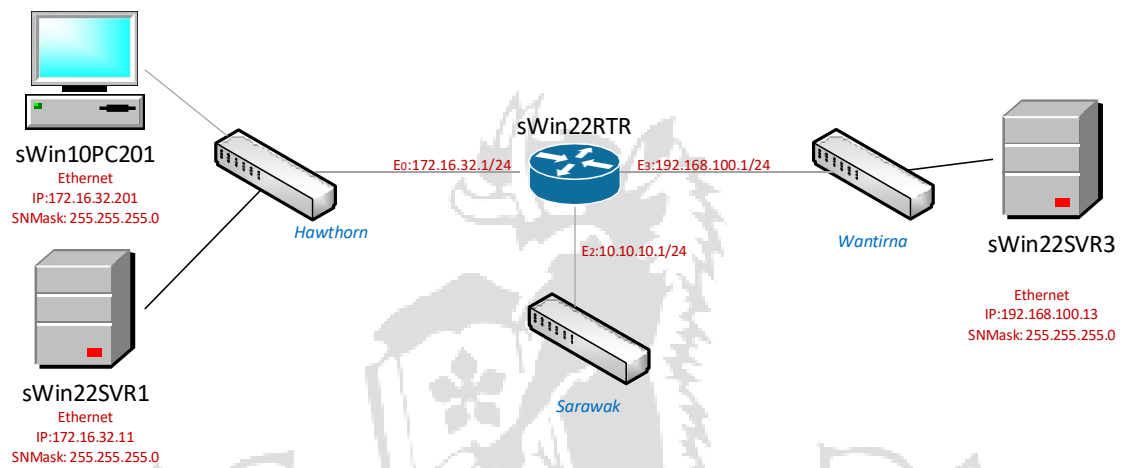 sWin10PC201
Ethernet
IP:172.16.32.201
SNMask: 255.255.255.0
Hawthorn
sWin22SVR1
Ethernet
IP:172.16.32.11
SNMask: 255.255.255.0
sWin22RTR
E0:172.16.32.1/24
E3:192.168.100.1/24
E2:10.10.10.1/24
Sarawak
Wantirna
sWin22SVR3
Ethernet
IP:192.168.100.13
SNMask: 255.255.255.0